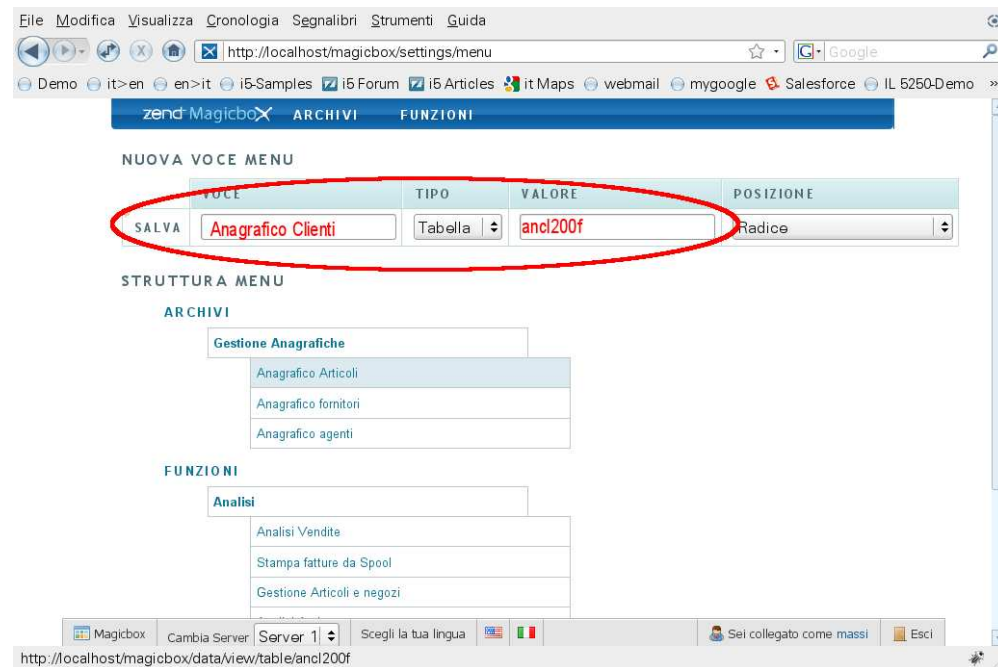 File Modifica Visualizza Cronologia Segnalibri Strumenti Guida
http://localhost/magicbox/settings/menu
G Google
Demo it>en en>it i5-Samples i5 Forum i5 Articles it Maps webmail mygoogle Salesforce IL 5250-Demo »
zend Magicbox ARCHIVI FUNZIONI
NUOVA VOCE MENU
VOCE TIPO VALORE POSIZIONE
SALVA Anagrafico Clienti Tabella ancl200f Radice
STRUTTURA MENU
ARCHIVI
Gestione Anagrafiche
Anagrafico Articoli
Anagrafico fornitori
Anagrafico agenti
FUNZIONI
Analisi
Analisi Vendite
Stampa fatture da Spool
Gestione Articoli e negozi
Magicbox Cambia Server Server 1 Scegli la tua lingua Sei collegato come massi Esci
http://localhost/magicbox/data/view/table/ancl200f